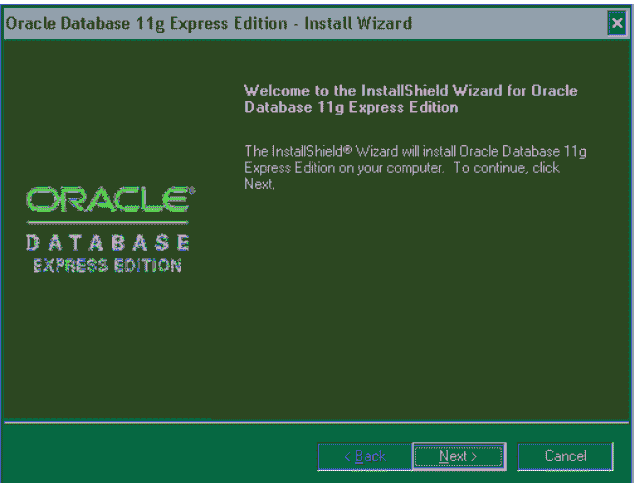 Oracle Database 11g Express Edition - Install Wizard
Welcome to the InstallShield Wizard for Oracle
Database 11g Express Edition
The InstallShield® Wizard will install Oracle Database 11g
Express Edition on your computer. To continue, click
Next.
ORACLE®
DATABASE
EXPRESS EDITION
< Back
Next >
Cancel